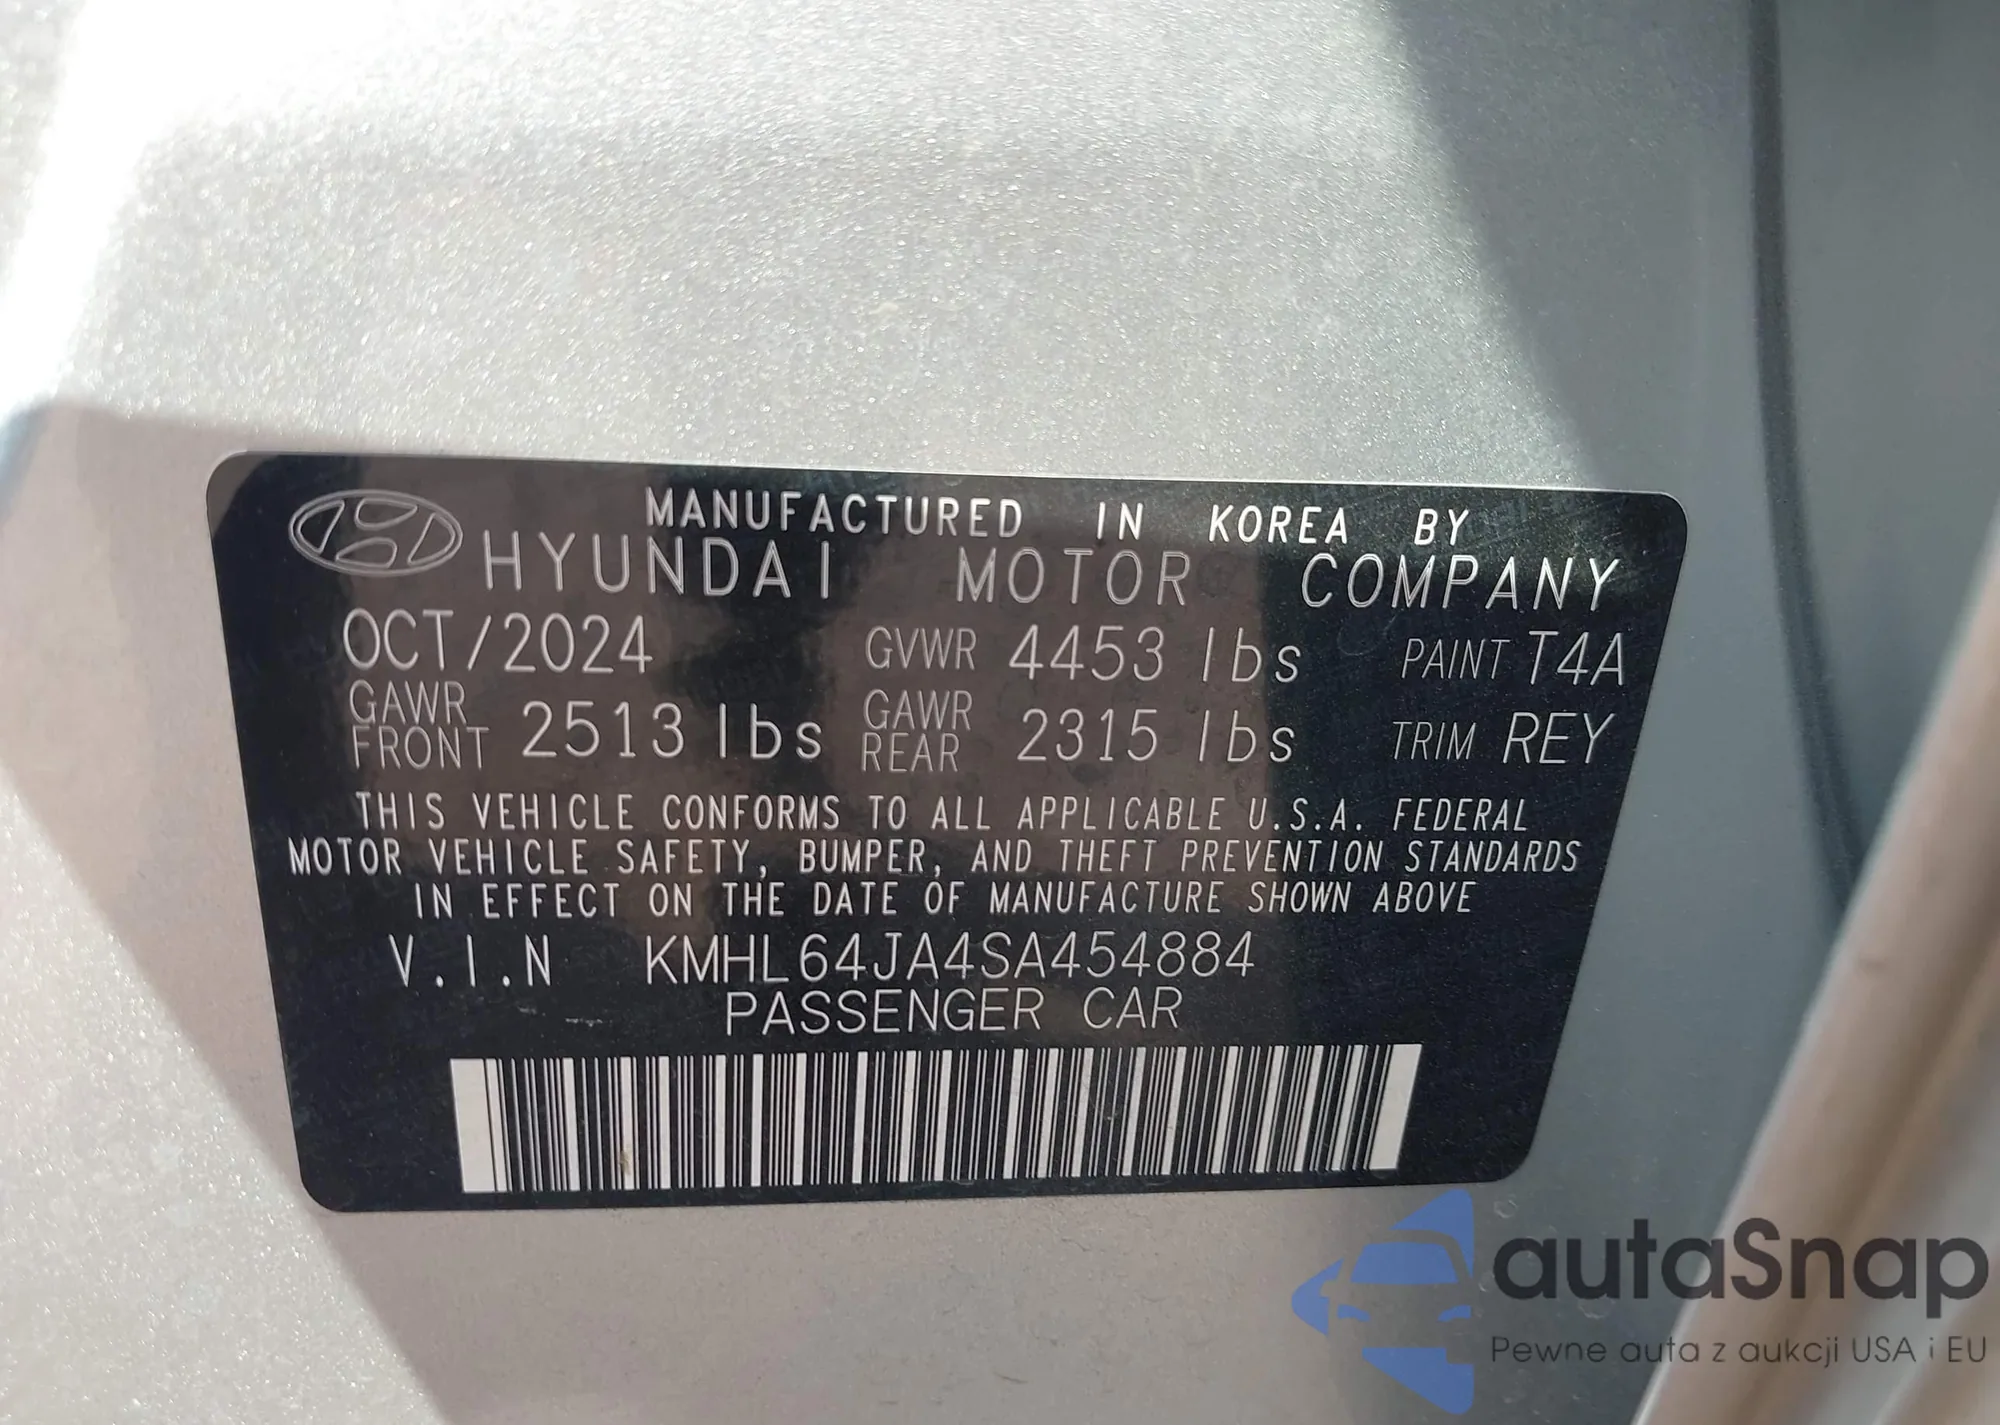 MANUFACTURED IN KOREA BY
HYUNDAI MOTOR COMPANY
OCT/2024 GVWR 4453 lbs PAINT T4A
GAWR FRONT 2513 lbs GAWR REAR 2315 lbs TRIM REY
THIS VEHICLE CONFORMS TO ALL APPLICABLE U.S.A. FEDERAL
MOTOR VEHICLE SAFETY, BUMPER, AND THEFT PREVENTION STANDARDS
IN EFFECT ON THE DATE OF MANUFACTURE SHOWN ABOVE
V.I.N KMHL64JA4SA454884
PASSENGER CAR
autaSnap
Pewne auta z aukcji USA i EU